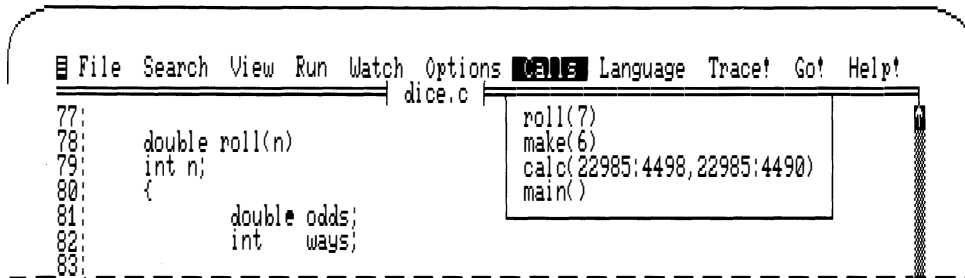 File Search View Run Watch Options Calls Language Trace! Go! Help!
dice.c
77:
78: double roll(n)
79: int n;
80: {
81: double odds;
82: int ways;
83:
roll(7)
make(6)
calc(22985:4498,22985:4490)
main()